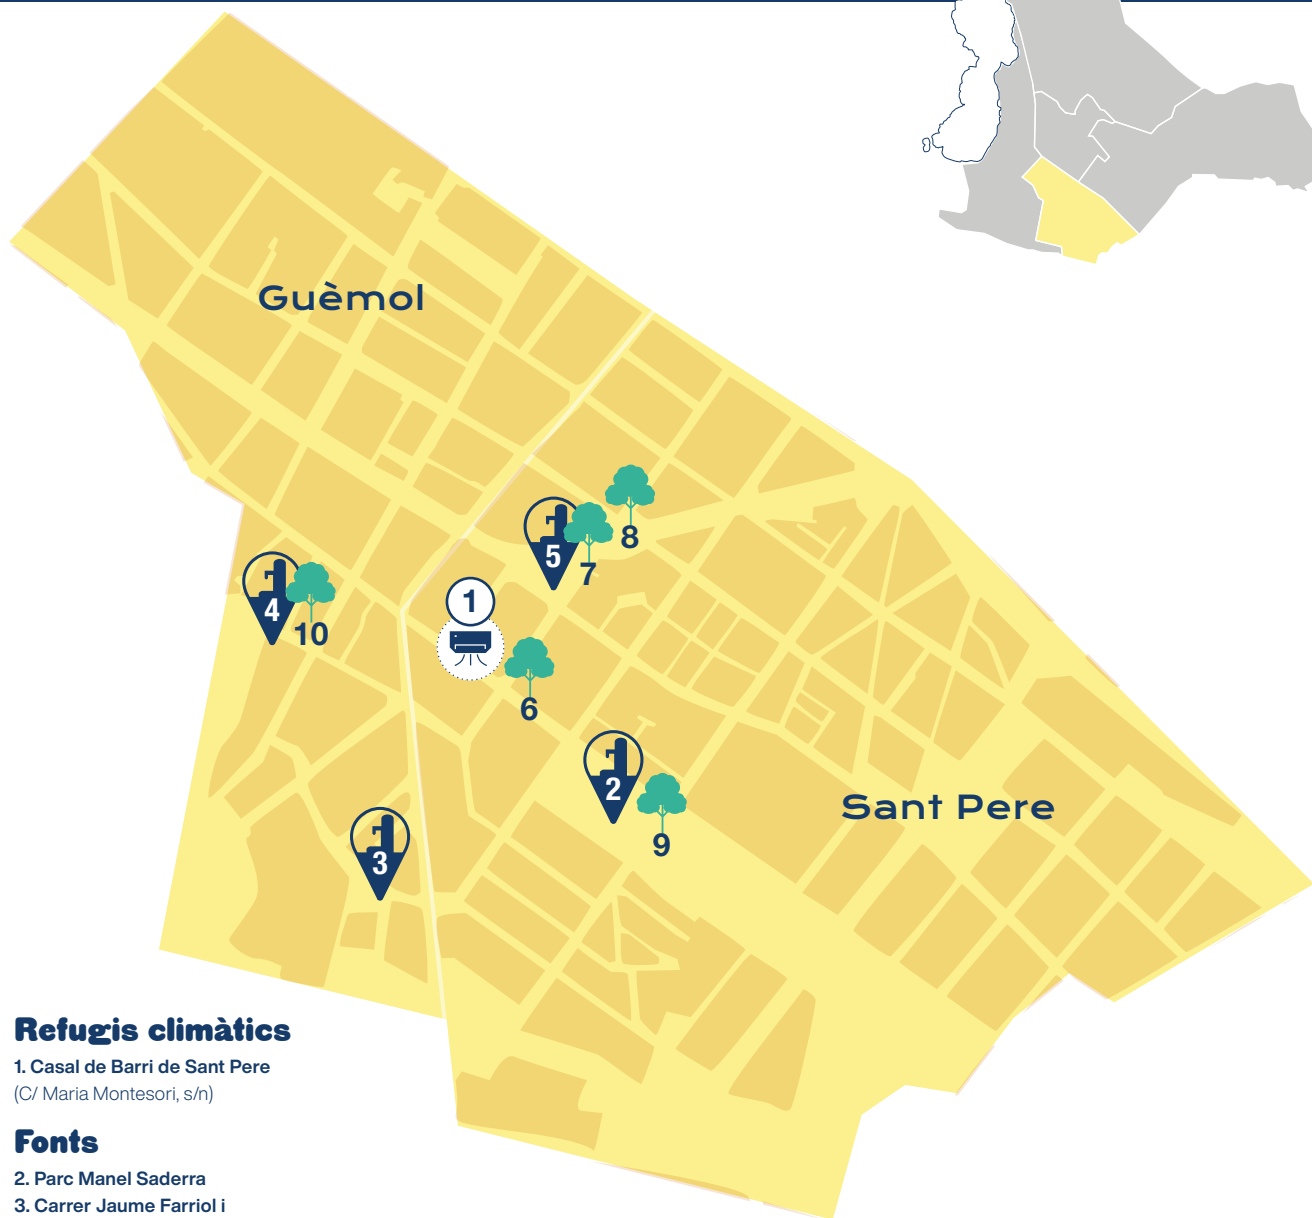 Guèmol
8
5
7
1
4
10
6
2
Sant Pere
9
3
Refugis climàtics
1. Casal de Barri de Sant Pere
(C/ Maria Montesori, s/n)
Fonts
2. Parc Manel Saderra
3. Carrer Jaume Farriol i